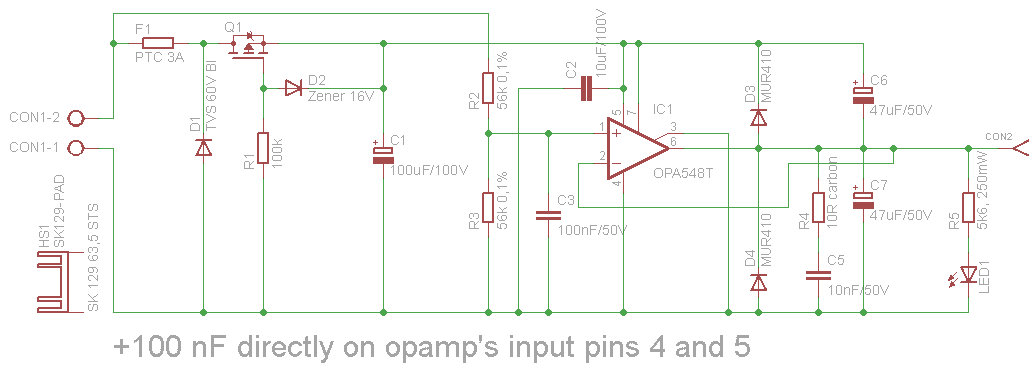 F1
PTC 3A
Q1
D2
Zener 16V
D1
TVS 60V BI
R1
100k
C1
100uF/100V
CON1-2
CON1-1
HS1
SK129-PAD
SK 129 63,5 STS
R2
56k 0,1%
R3
56k 0,1%
C2
10uF/100V
C3
100nF/50V
IC1
OPA548T
1
2
3
4
5
6
7
+
−
D3
MUR410
D4
MUR410
R4
10R carbon
C5
10nF/50V
+
C6
47uF/50V
+
C7
47uF/50V
+
R5
5k6, 250mW
LED1
CON2
+100 nF directly on opamp's input pins 4 and 5